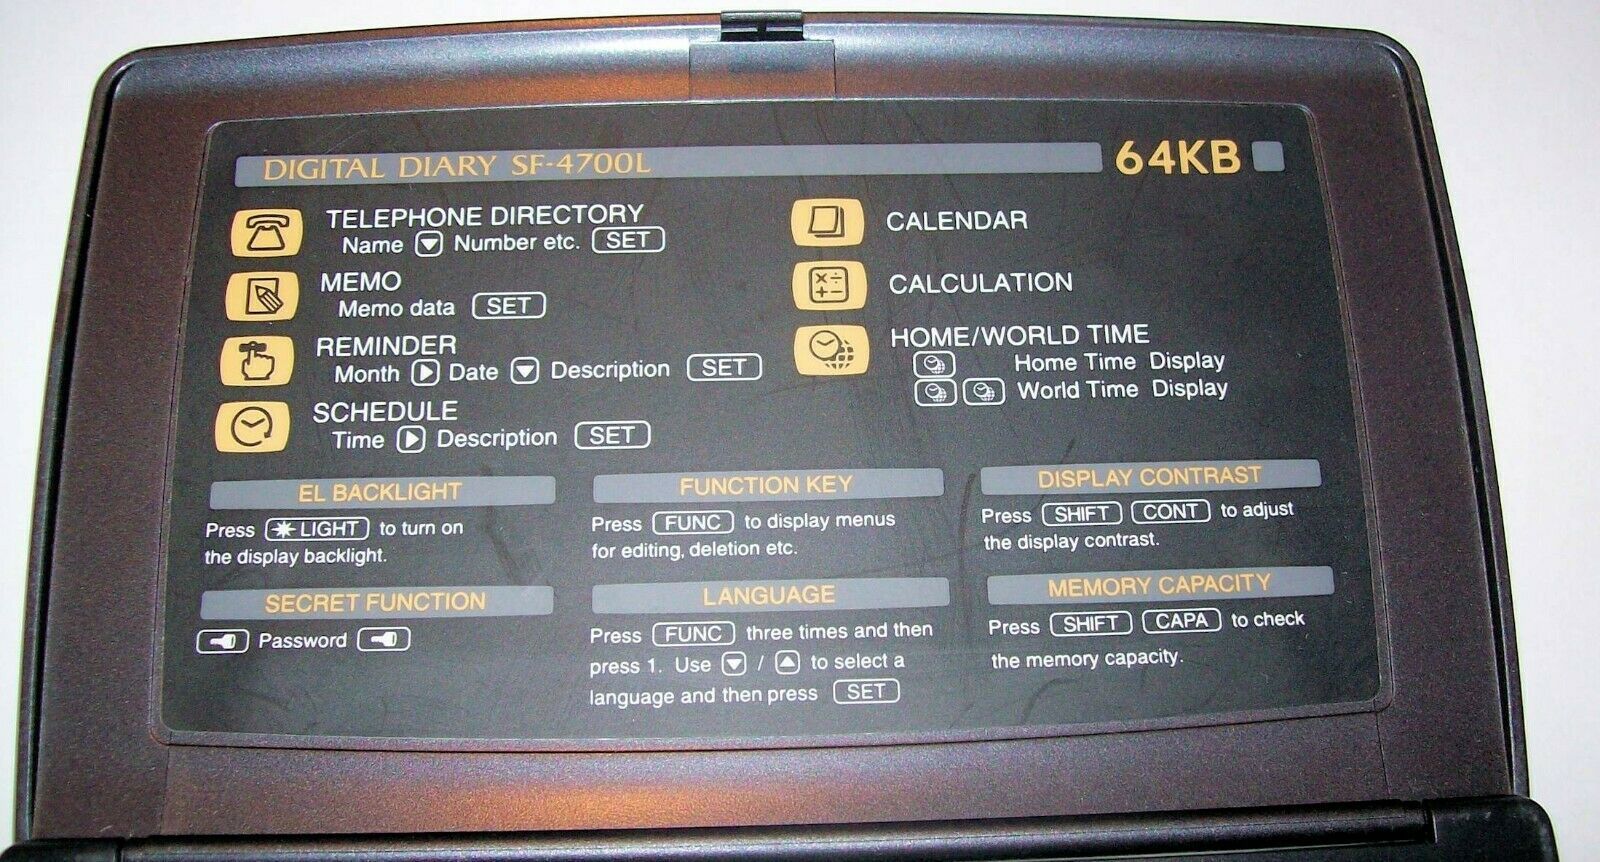 DIGITAL DIARY SF-4700L
64KB
TELEPHONE DIRECTORY
Name ▼ Number etc. SET
MEMO
Memo data SET
REMINDER
Month ▶ Date ▼ Description SET
SCHEDULE
Time ▶ Description SET
CALENDAR
CALCULATION
HOME/WORLD TIME
Home Time Display
World Time Display
EL BACKLIGHT
Press LIGHT to turn on
the display backlight.
FUNCTION KEY
Press FUNC to display menus
for editing, deletion etc.
DISPLAY CONTRAST
Press SHIFT CONT to adjust
the display contrast.
SECRET FUNCTION
Password
LANGUAGE
Press FUNC three times and then
press 1. Use ▼ / ▲ to select a
language and then press SET
MEMORY CAPACITY
Press SHIFT CAPA to check
the memory capacity.